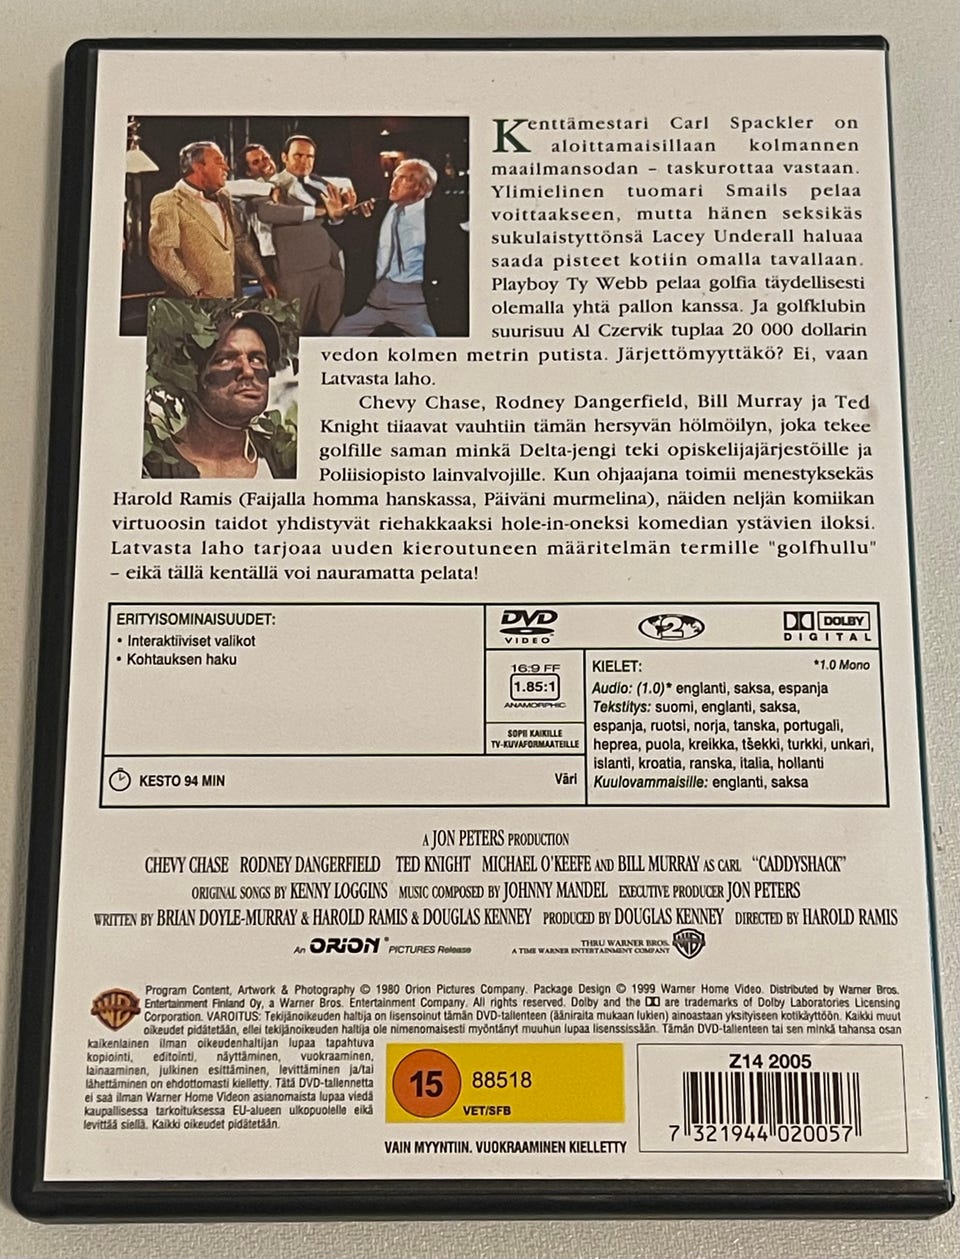 Kenttämestari Carl Spackler on
aloittamaisillaan kolmannen
maailmansodan – taskurottaa vastaan.
Ylimielinen tuomari Smails pelaa
voittaakseen, mutta hänen seksikäs
sukulaistyttönsä Lacey Underall haluaa
saada pisteet kotiin omalla tavallaan.
Playboy Ty Webb pelaa golfia täydellisesti
olemalla yhtä pallon kanssa. Ja golfklubin
suurisuu Al Czervik tuplaa 20 000 dollarin
vedon kolmen metrin putista. Järjettömyyttäkö? Ei, vaan
Latvasta laho.
Chevy Chase, Rodney Dangerfield, Bill Murray ja Ted
Knight tiiaavat vauhtiin tämän hersyvän hölmöilyn, joka tekee
golfille saman minkä Delta-jengi teki opiskelijajärjestöille ja
Poliisiopisto lainvalvojille. Kun ohjaajana toimii menestyksekäs
Harold Ramis (Faijalla homma hanskassa, Päiväni murmelina), näiden neljän komiikan
virtuoosin taidot yhdistyvät riehakkaaksi hole-in-oneksi komedian ystävien iloksi.
Latvasta laho tarjoaa uuden kieroutuneen määritelmän termille "golfhullu"
– eikä tällä kentällä voi nauramatta pelata!
ERITYISOMINAISUUDET:
• Interaktiiviset valikot
• Kohtauksen haku
KESTO 94 MIN
Väri
DVD
VIDEO
2
DOLBY
DIGITAL
16:9 FF
1.85:1
ANAMORPHIC
SOPII KAIKILLE
TV-KUVAFORMAATEILLE
KIELET: *1.0 Mono
Audio: (1.0)* englanti, saksa, espanja
Tekstitys: suomi, englanti, saksa,
espanja, ruotsi, norja, tanska, portugali,
heprea, puola, kreikka, tšekki, turkki, unkari,
islanti, kroatia, ranska, italia, hollanti
Kuulovammaisille: englanti, saksa
A JON PETERS PRODUCTION
CHEVY CHASE RODNEY DANGERFIELD TED KNIGHT MICHAEL O'KEEFE AND BILL MURRAY AS CARL "CADDYSHACK"
ORIGINAL SONGS BY KENNY LOGGINS MUSIC COMPOSED BY JOHNNY MANDEL EXECUTIVE PRODUCER JON PETERS
WRITTEN BY BRIAN DOYLE-MURRAY & HAROLD RAMIS & DOUGLAS KENNEY PRODUCED BY DOUGLAS KENNEY DIRECTED BY HAROLD RAMIS
An ORION ® PICTURES Release
THRU WARNER BROS.
A TIME WARNER ENTERTAINMENT COMPANY
Program Content, Artwork & Photography © 1980 Orion Pictures Company. Package Design © 1999 Warner Home Video. Distributed by Warner Bros.
Entertainment Finland Oy, a Warner Bros. Entertainment Company. All rights reserved. Dolby and the DD are trademarks of Dolby Laboratories Licensing
Corporation. VAROITUS: Tekijänoikeuden haltija on lisensoinut tämän DVD-tallenteen (ääniraita mukaan lukien) ainoastaan yksityiseen kotikäyttöön. Kaikki muut
oikeudet pidätetään, ellei tekijänoikeuden haltija ole nimenomaisesti myöntänyt muuhun lupaa lisenssissään. Tämän DVD-tallenteen tai sen minkä tahansa osan
kaikenlainen ilman oikeudenhaltijan lupaa tapahtuva
kopiointi, editointi, näyttäminen, vuokraaminen,
lainaaminen, julkinen esittäminen, levittäminen ja/tai
lähettäminen on ehdottomasti kielletty. Tätä DVD-tallennetta
ei saa ilman Warner Home Videon asianomaista lupaa viedä
kaupallisessa tarkoituksessa EU-alueen ulkopuolelle eikä
levittää siellä. Kaikki oikeudet pidätetään.
15 88518
VET/SFB
VAIN MYYNTIIN. VUOKRAAMINEN KIELLETTY
Z14 2005
7 321944 020057